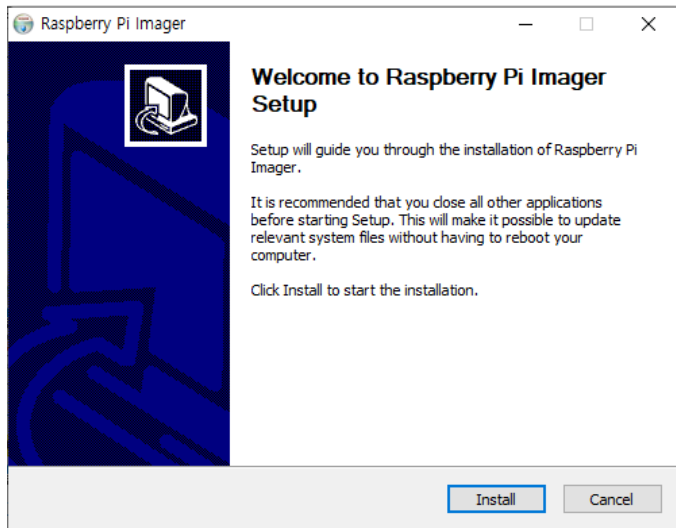 Raspberry Pi Imager
Welcome to Raspberry Pi Imager
Setup
Setup will guide you through the installation of Raspberry Pi
Imager.
It is recommended that you close all other applications
before starting Setup. This will make it possible to update
relevant system files without having to reboot your
computer.
Click Install to start the installation.
Install
Cancel